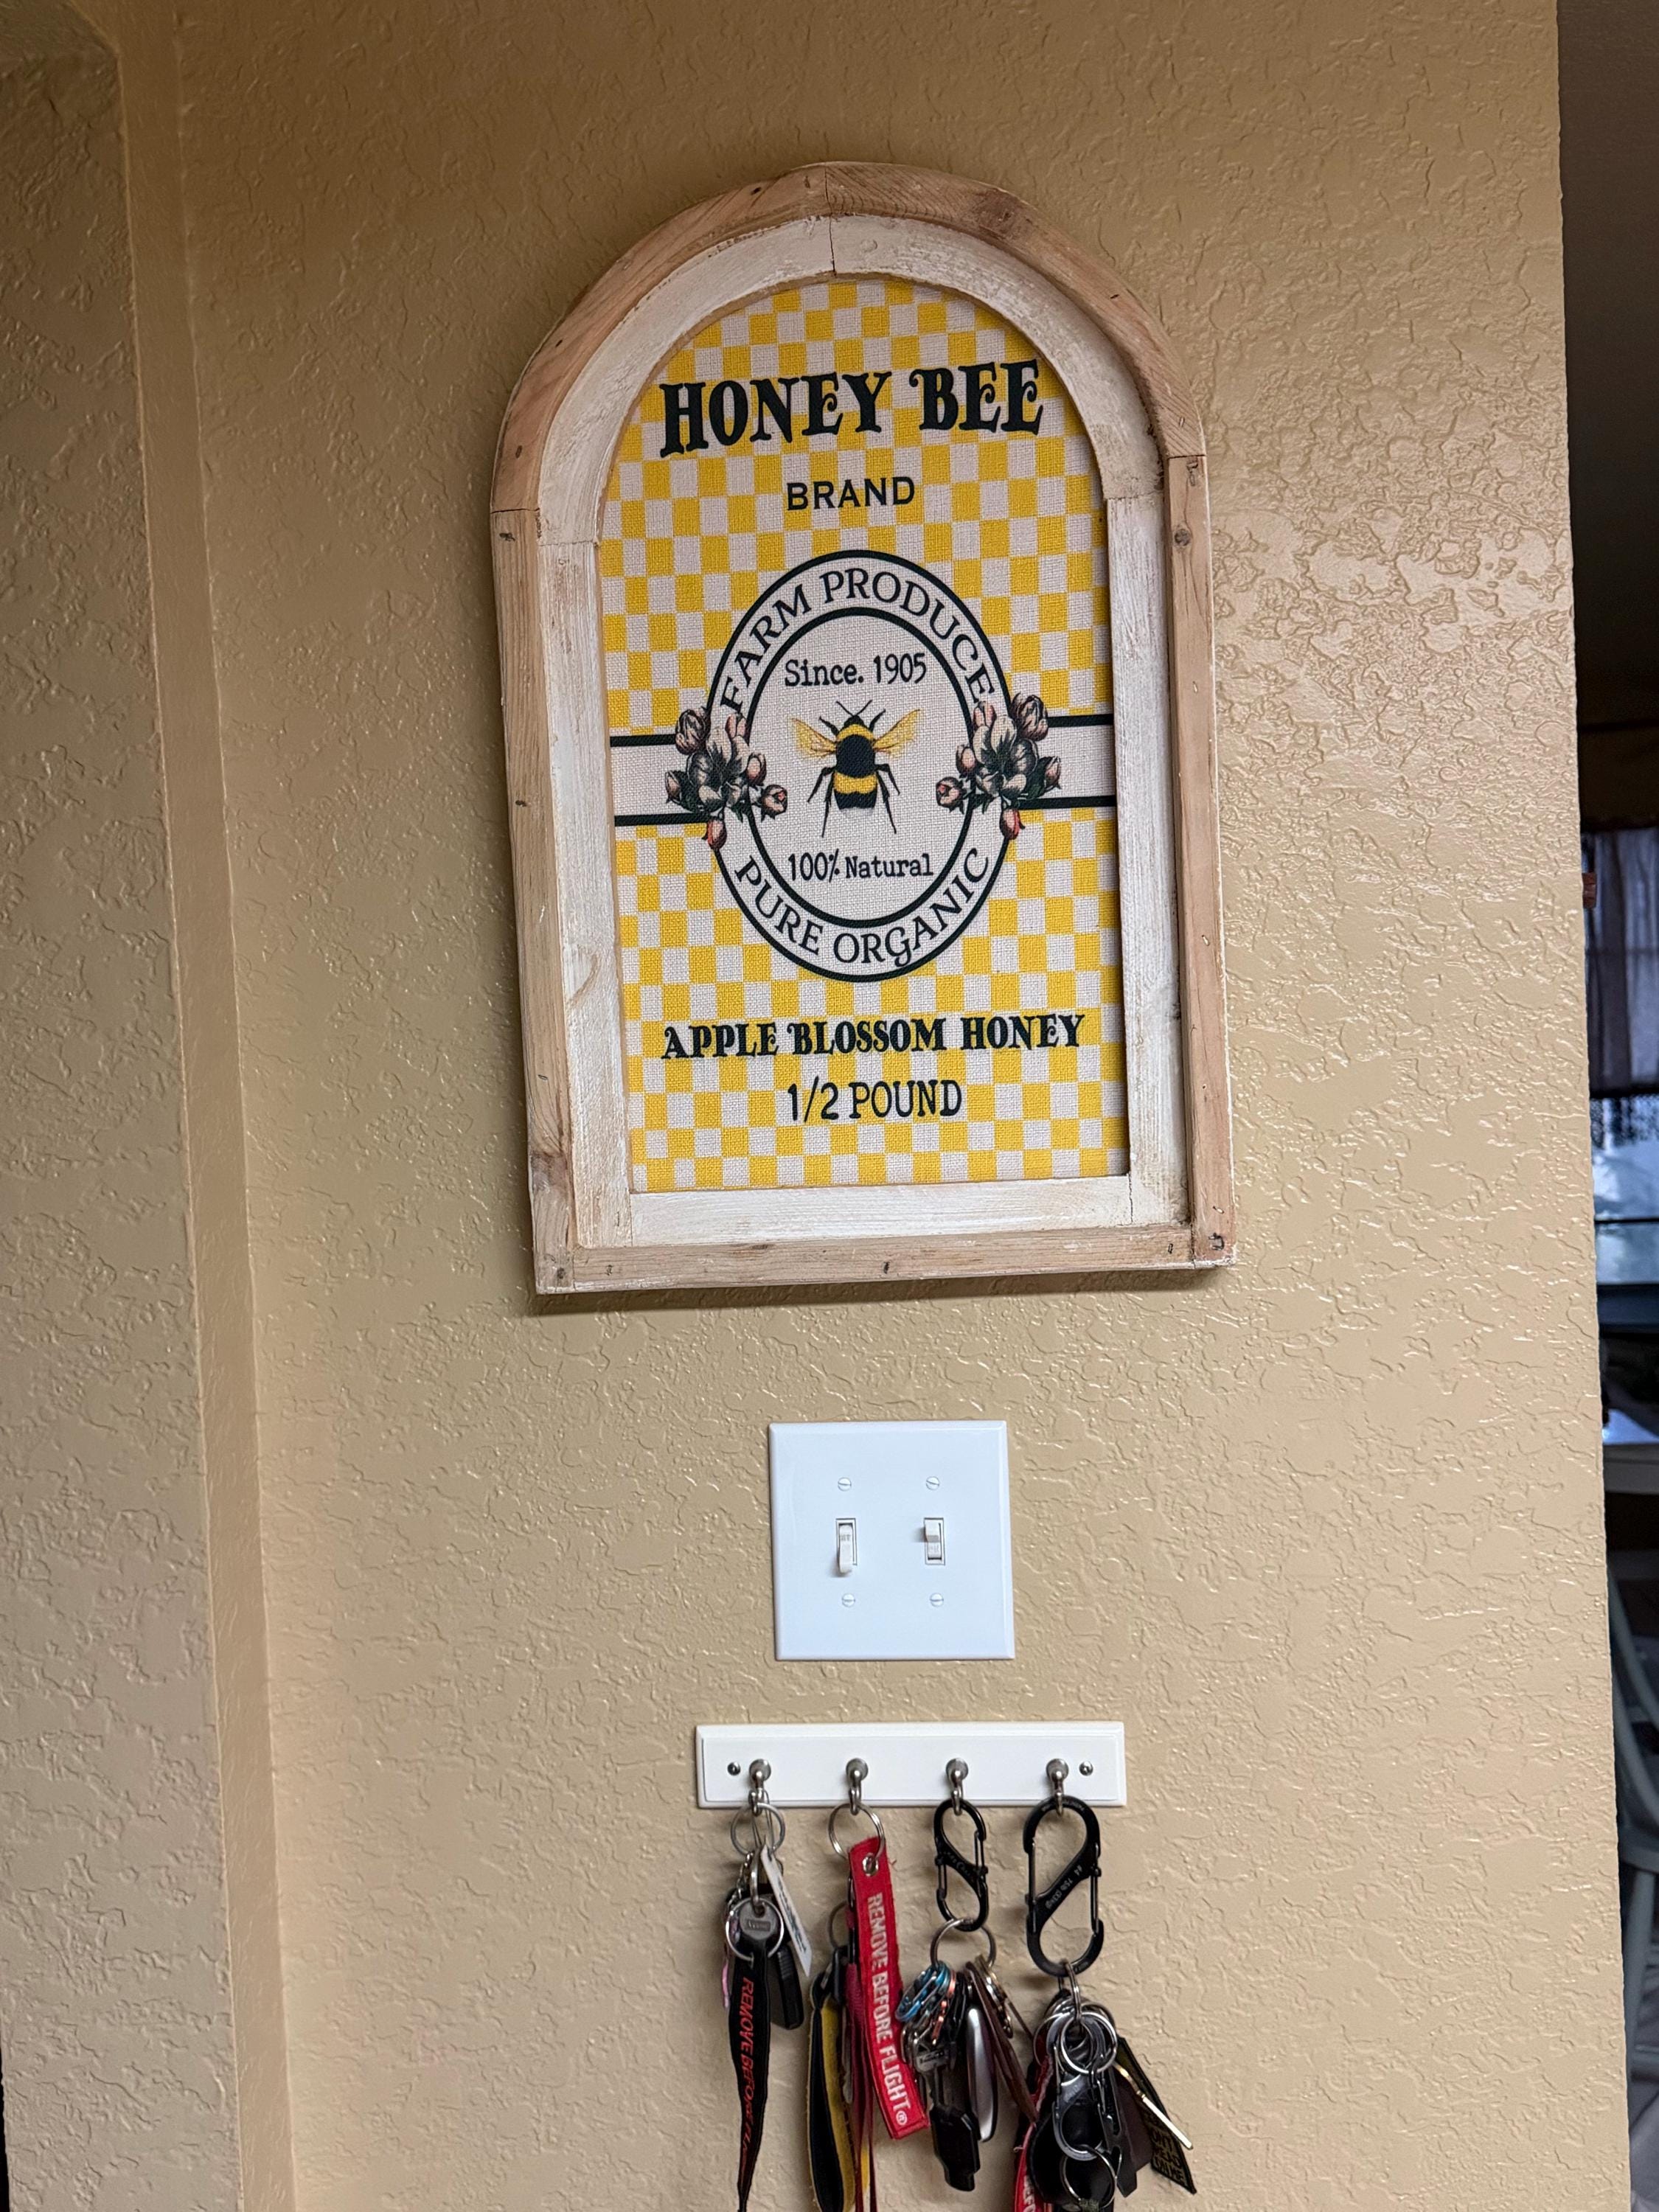 HONEY BEE
BRAND
FARM PRODUCE
Since. 1905
100% Natural
PURE ORGANIC
APPLE BLOSSOM HONEY
1/2 POUND
REMOVE BEFORE
REMOVE BEFORE FLIGHT®